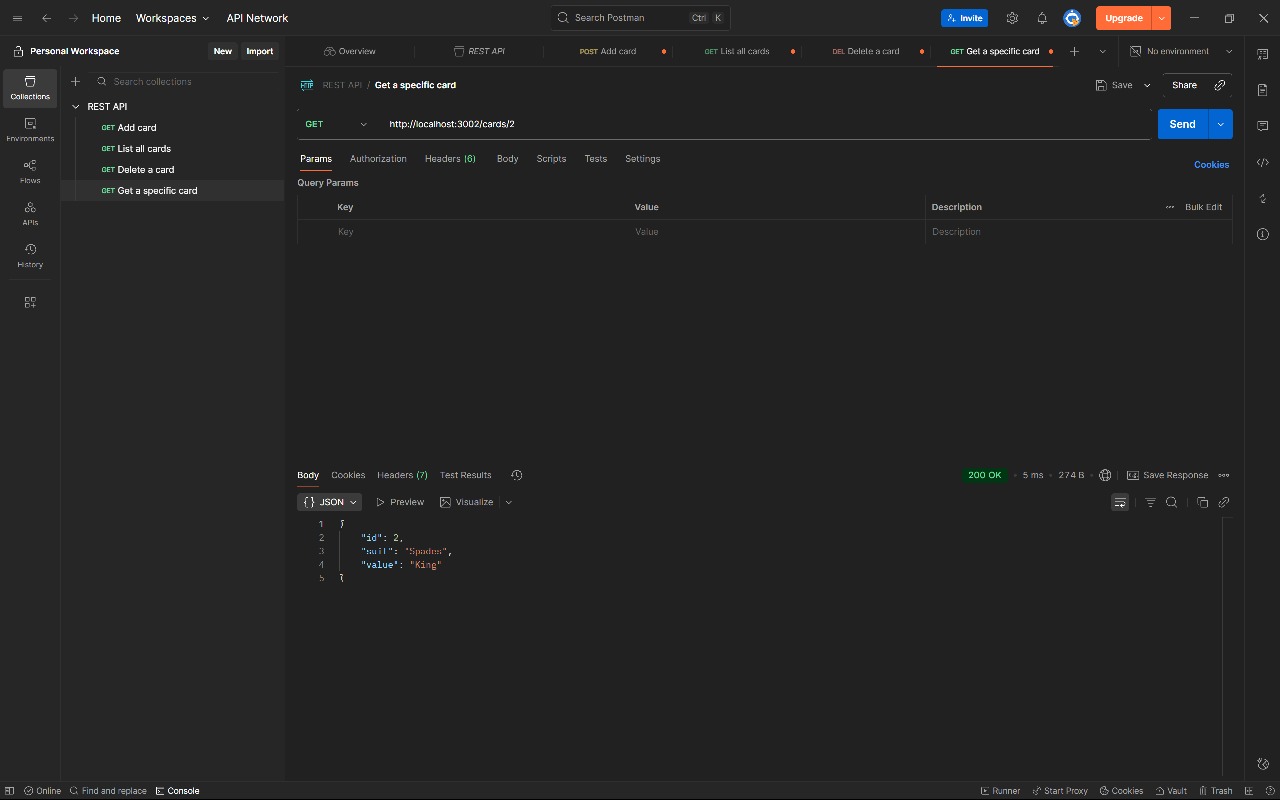 Home Workspaces API Network Search Postman Ctrl K Invite Upgrade
Personal Workspace New Import Overview REST API POST Add card GET List all cards DEL Delete a card GET Get a specific card No environment
Collections
Environments
Flows
APIs
History
Search collections
REST API
GET Add card
GET List all cards
GET Delete a card
GET Get a specific card
HTTP REST API / Get a specific card Save Share
GET http://localhost:3002/cards/2 Send
Params Authorization Headers (6) Body Scripts Tests Settings Cookies
Query Params
Key Value Description Bulk Edit
Key Value Description
Body Cookies Headers (7) Test Results 200 OK 5 ms 274 B Save Response
{} JSON Preview Visualize
1 {
2 "id": 2,
3 "suit": "Spades",
4 "value": "King"
5 }
Online Find and replace Console Runner Start Proxy Cookies Vault Trash